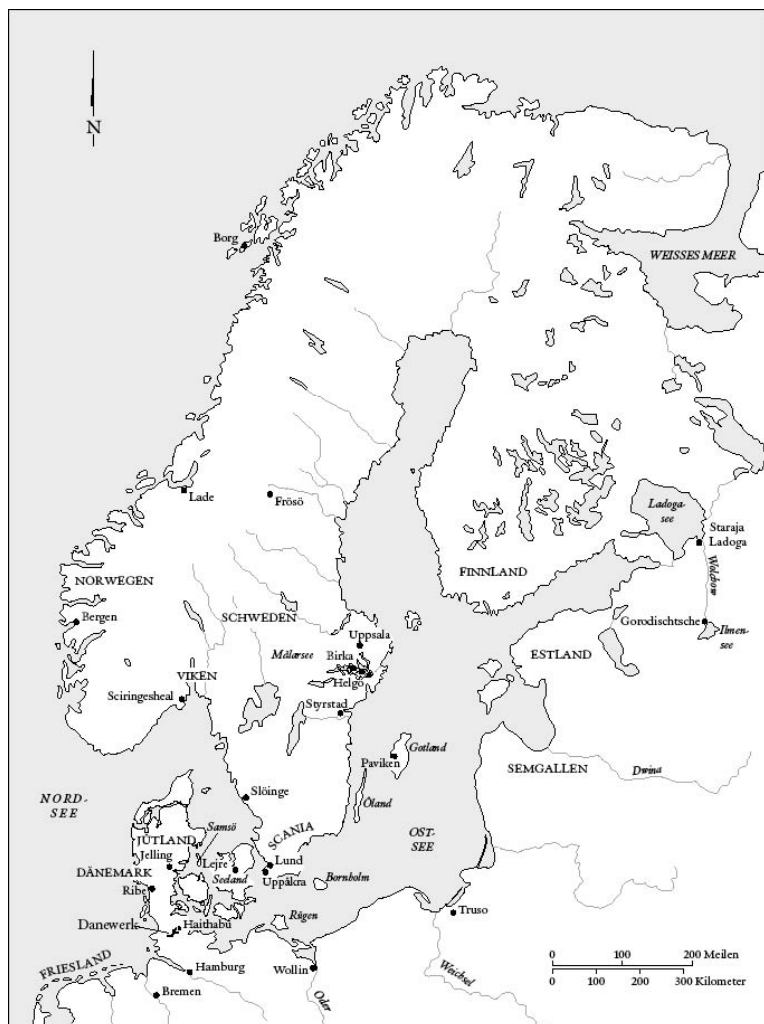 N
Borg
WEISSES MEER
Lade
Frösö
Ladoga-
see
Staraja
Ladoga
Wolchow
NORWEGEN
FINNLAND
Bergen
SCHWEDEN
Gorodischtsche
Ilmen-
see
Uppsala
Mälarsee
Birka
ESTLAND
VIKEN
Helgö
Sciringesheal
Styrstad
Gotland
Paviken
SEMGALLEN
Dwina
NORD-
SEE
Slöinge
Öland
Samsö
SCANIA
OST-
SEE
JÜTLAND
Jelling
Lejre
Lund
DÄNEMARK
Seeland
Uppåkra
Bornholm
Ribe
Rügen
Truso
Danewerk
Haithabu
FRIESLAND
Hamburg
Wollin
Weichsel
Bremen
Oder
0 100 200 Meilen
0 100 200 300 Kilometer